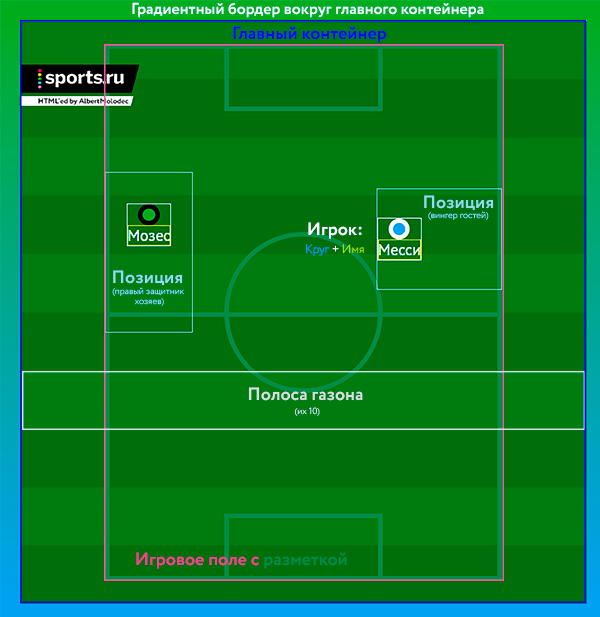 Градиентный бордер вокруг главного контейнера
Главный контейнер
sports.ru
HTML'ed by AlbertMolodec
Позиция
(вингер гостей)
Игрок:
Круг + Имя
Мозес
Месси
Позиция
(правый защитник
хозяев)
Полоса газона
(их 10)
Игровое поле с разметкой